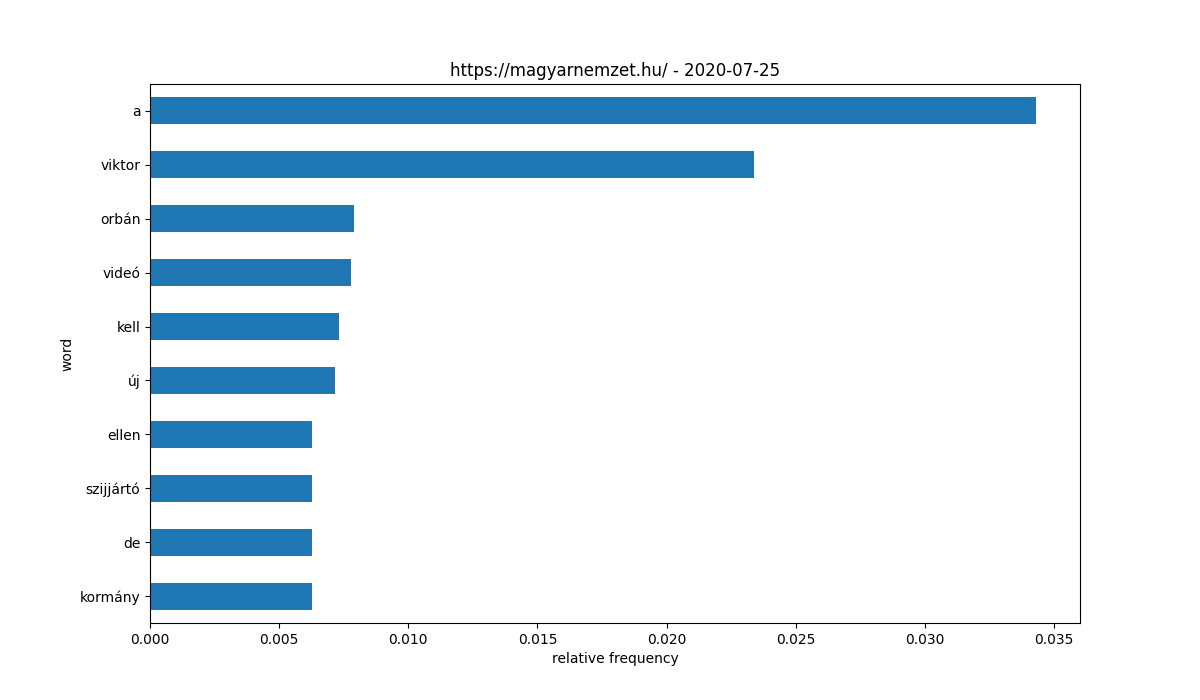 https://magyarnemzet.hu/ - 2020-07-25
a
viktor
orbán
videó
kell
új
ellen
szijjártó
de
kormány
word
0.000 0.005 0.010 0.015 0.020 0.025 0.030 0.035
relative frequency